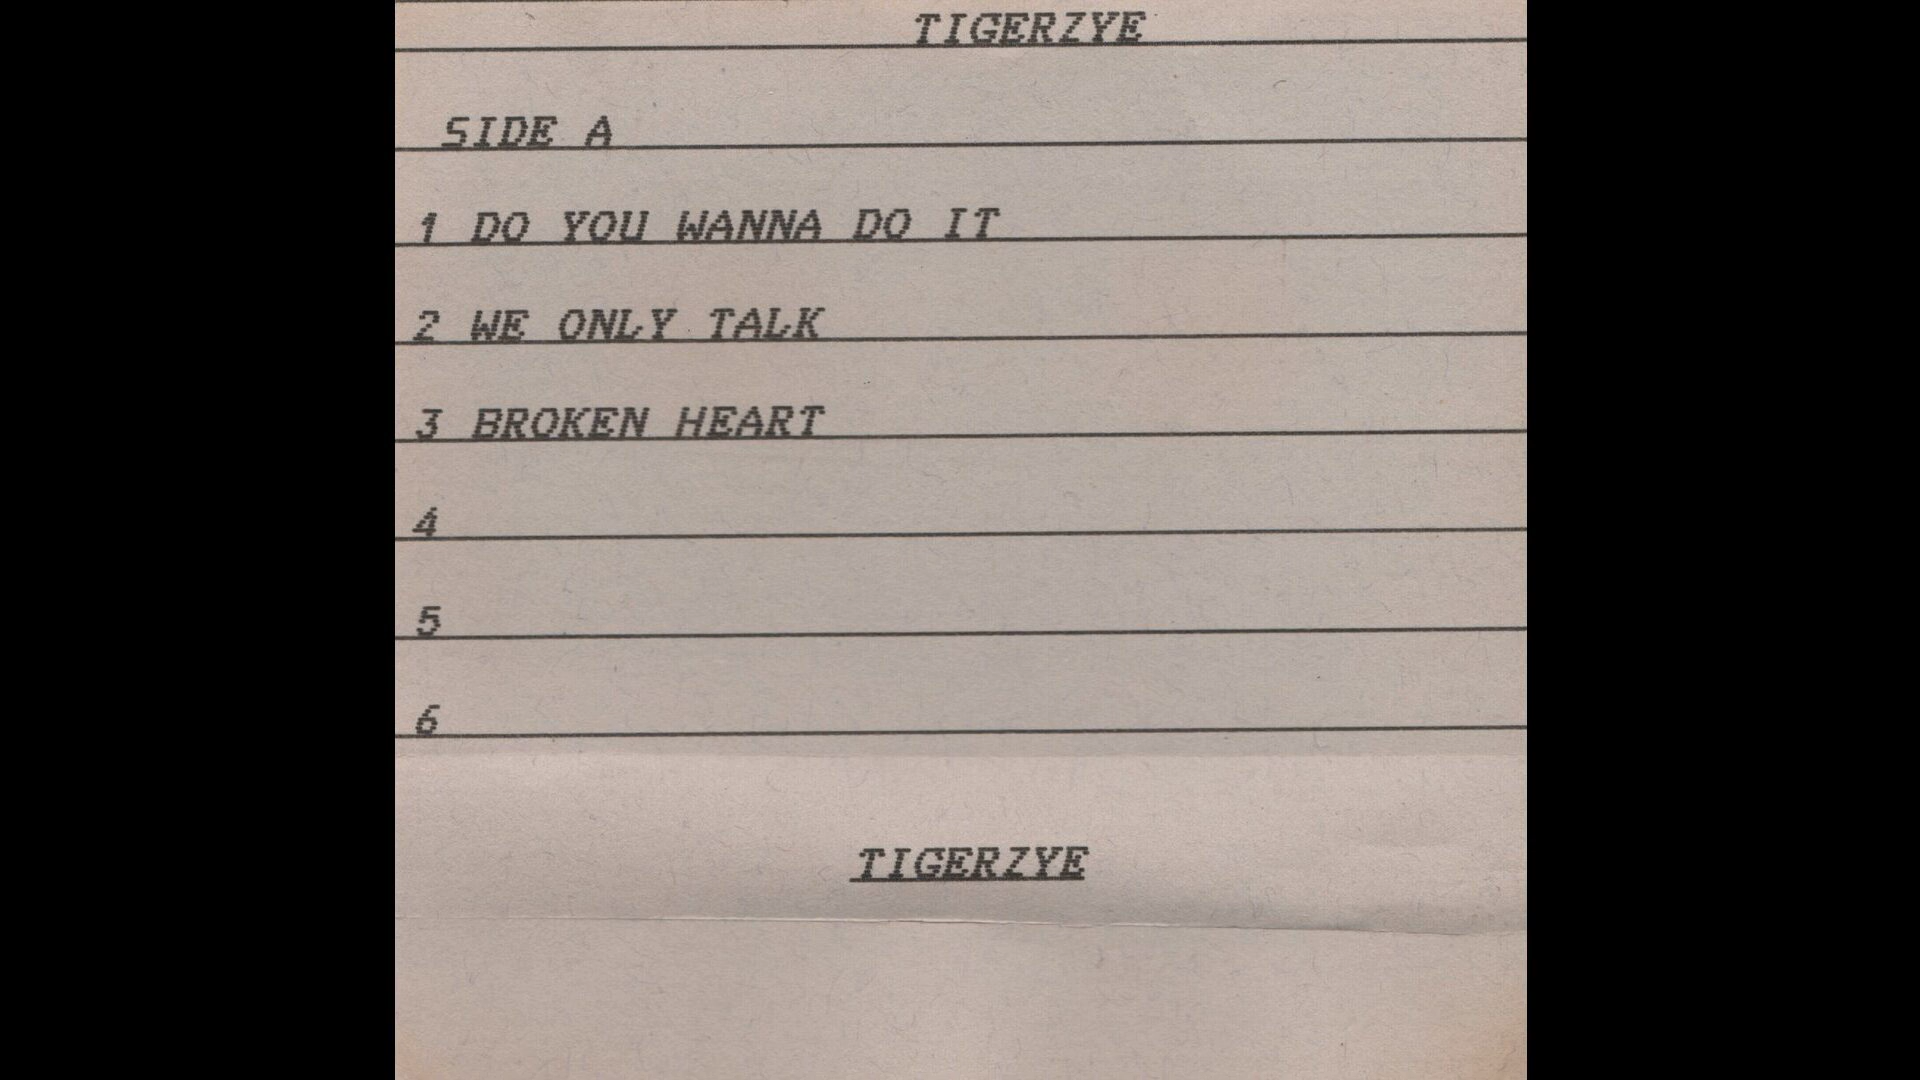 TIGERZYE
SIDE A
1 DO YOU WANNA DO IT
2 WE ONLY TALK
3 BROKEN HEART
4
5
6
TIGERZYE